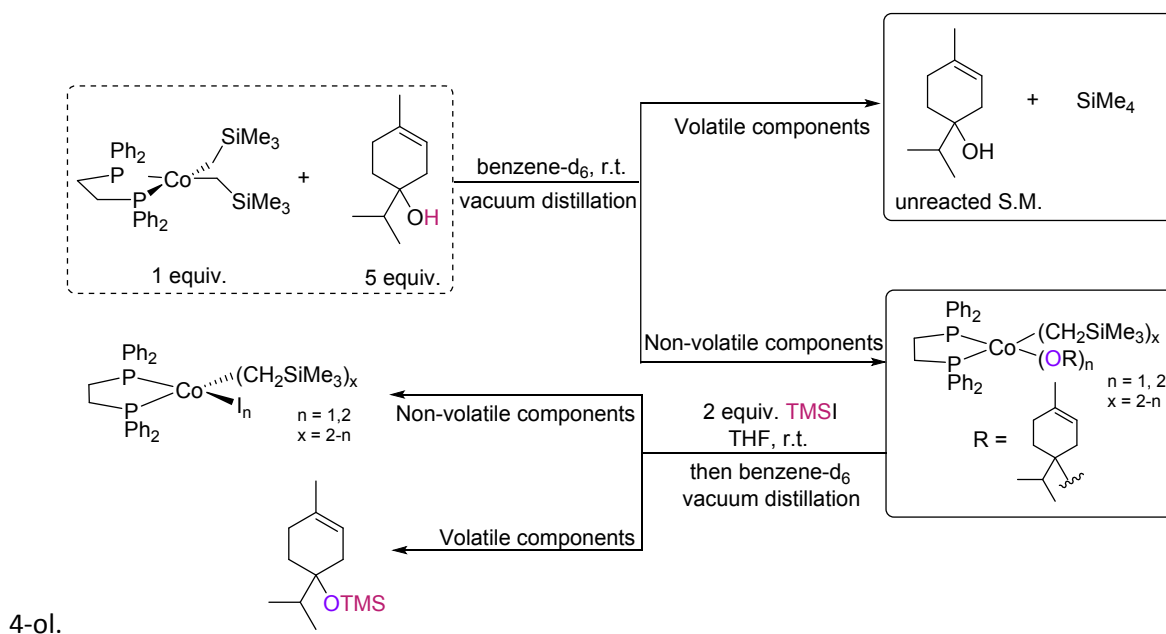 SiMe3
Ph2
P
Co
P
Ph2
SiMe3
1 equiv.
+
OH
5 equiv.
benzene-d6, r.t.
vacuum distillation
Volatile components
OH
+
SiMe4
unreacted S.M.
Non-volatile components
Ph2
P
Co
P
Ph2
(CH2SiMe3)x
(OR)n
n = 1, 2
x = 2-n
R =
2 equiv. TMSI
THF, r.t.
then benzene-d6
vacuum distillation
Non-volatile components
Ph2
P
Co
P
Ph2
(CH2SiMe3)x
In
n = 1,2
x = 2-n
Volatile components
OTMS
4-ol.